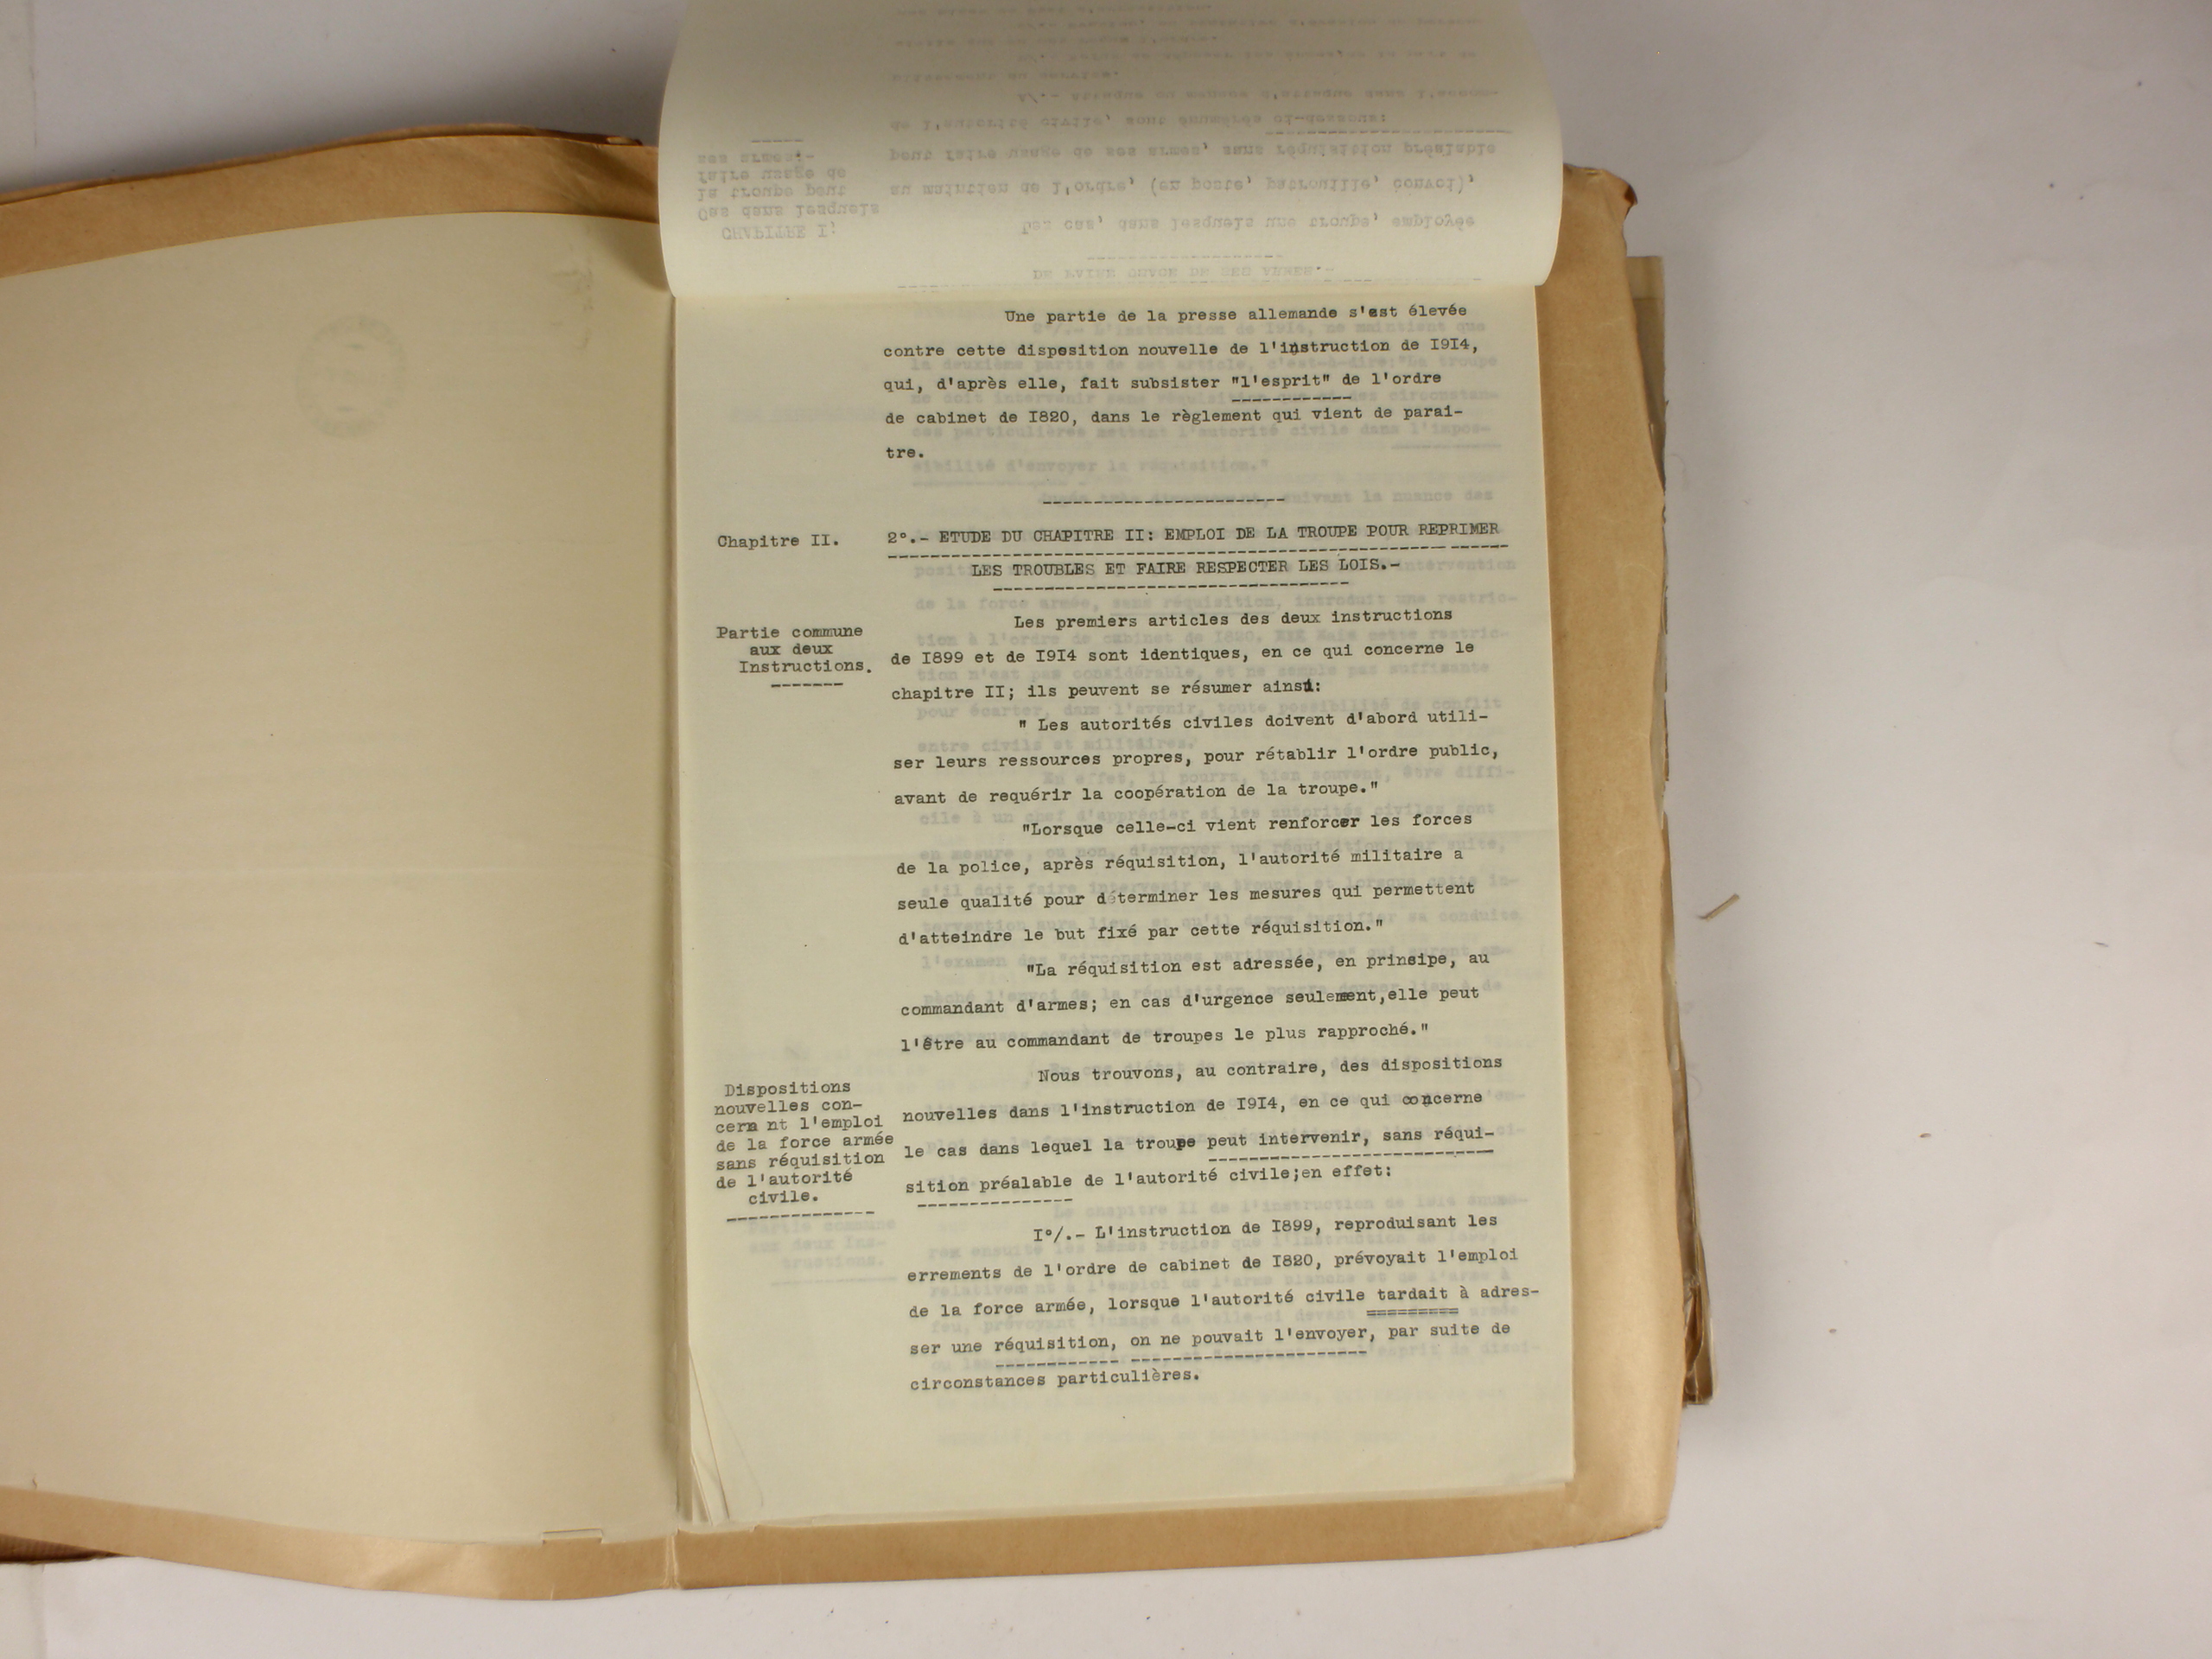 Une partie de la presse allemande s'est élevée
contre cette disposition nouvelle de l'instruction de I9I4,
qui, d'après elle, fait subsister "l'esprit" de l'ordre
de cabinet de I820, dans le règlement qui vient de parai-
tre.
Chapitre II.
2°.- ETUDE DU CHAPITRE II: EMPLOI DE LA TROUPE POUR REPRIMER
LES TROUBLES ET FAIRE RESPECTER LES LOIS.-
Partie commune
aux deux
Instructions.
Les premiers articles des deux instructions
de I899 et de I9I4 sont identiques, en ce qui concerne le
chapitre II; ils peuvent se résumer ainsi:
" Les autorités civiles doivent d'abord utili-
ser leurs ressources propres, pour rétablir l'ordre public,
avant de requérir la coopération de la troupe."
"Lorsque celle-ci vient renforcer les forces
de la police, après réquisition, l'autorité militaire a
seule qualité pour déterminer les mesures qui permettent
d'atteindre le but fixé par cette réquisition."
"La réquisition est adressée, en principe, au
commandant d'armes; en cas d'urgence seulement,elle peut
l'être au commandant de troupes le plus rapproché."
Dispositions
nouvelles con-
cern nt l'emploi
de la force armée
sans réquisition
de l'autorité
civile.
Nous trouvons, au contraire, des dispositions
nouvelles dans l'instruction de I9I4, en ce qui concerne
le cas dans lequel la troupe peut intervenir, sans réqui-
sition préalable de l'autorité civile;en effet:
I°/.- L'instruction de I899, reproduisant les
errements de l'ordre de cabinet de I820, prévoyait l'emploi
de la force armée, lorsque l'autorité civile tardait à adres-
ser une réquisition, on ne pouvait l'envoyer, par suite de
circonstances particulières.